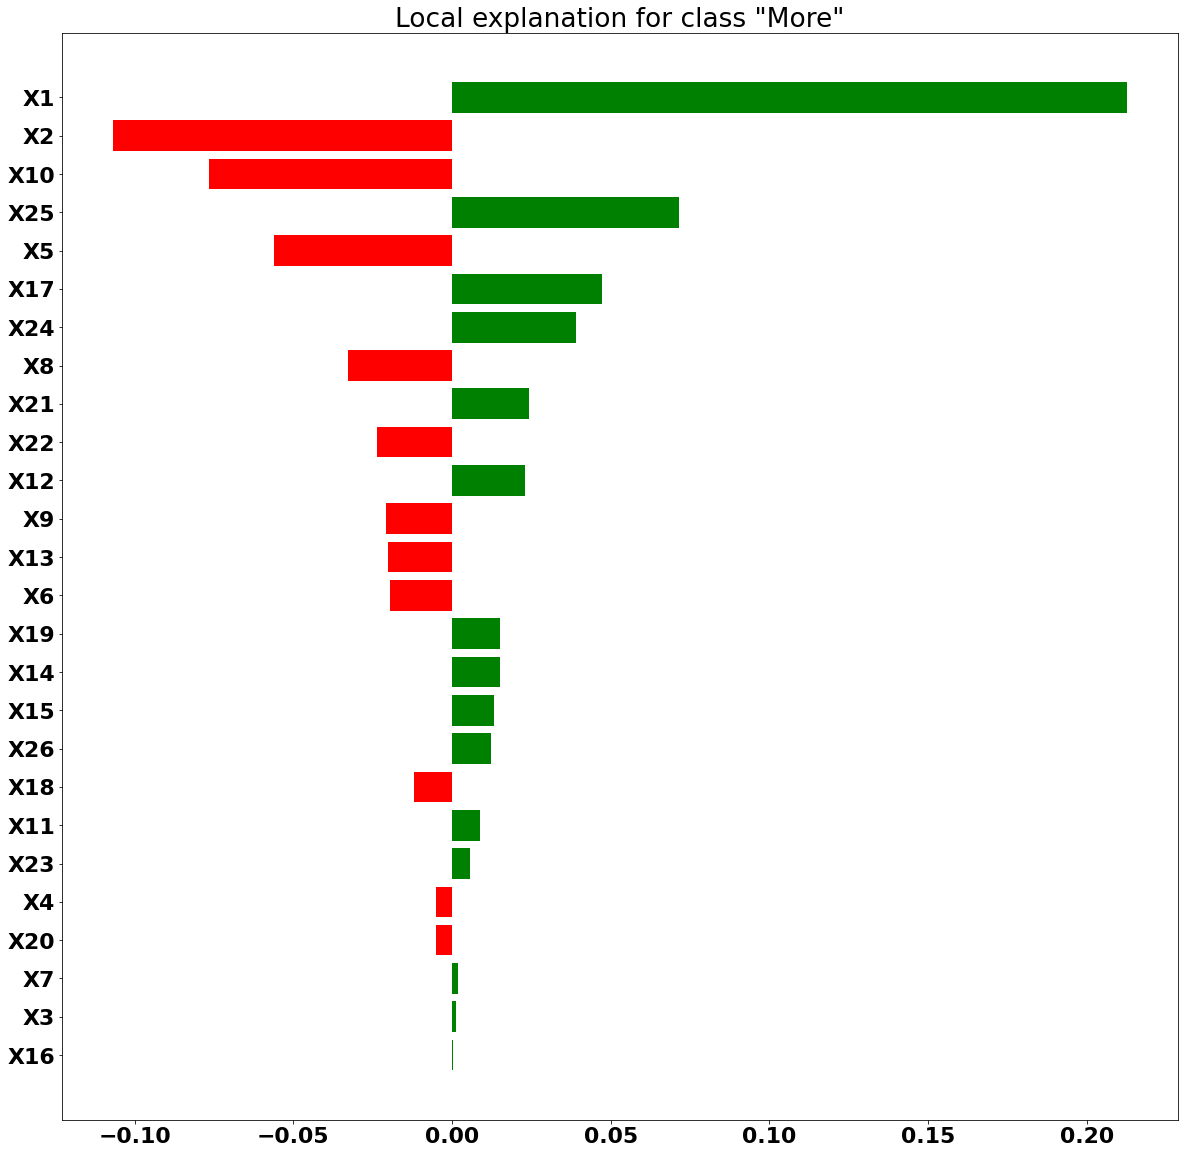 Local explanation for class "More"
X1
X2
X10
X25
X5
X17
X24
X8
X21
X22
X12
X9
X13
X6
X19
X14
X15
X26
X18
X11
X23
X4
X20
X7
X3
X16
−0.10 −0.05 0.00 0.05 0.10 0.15 0.20